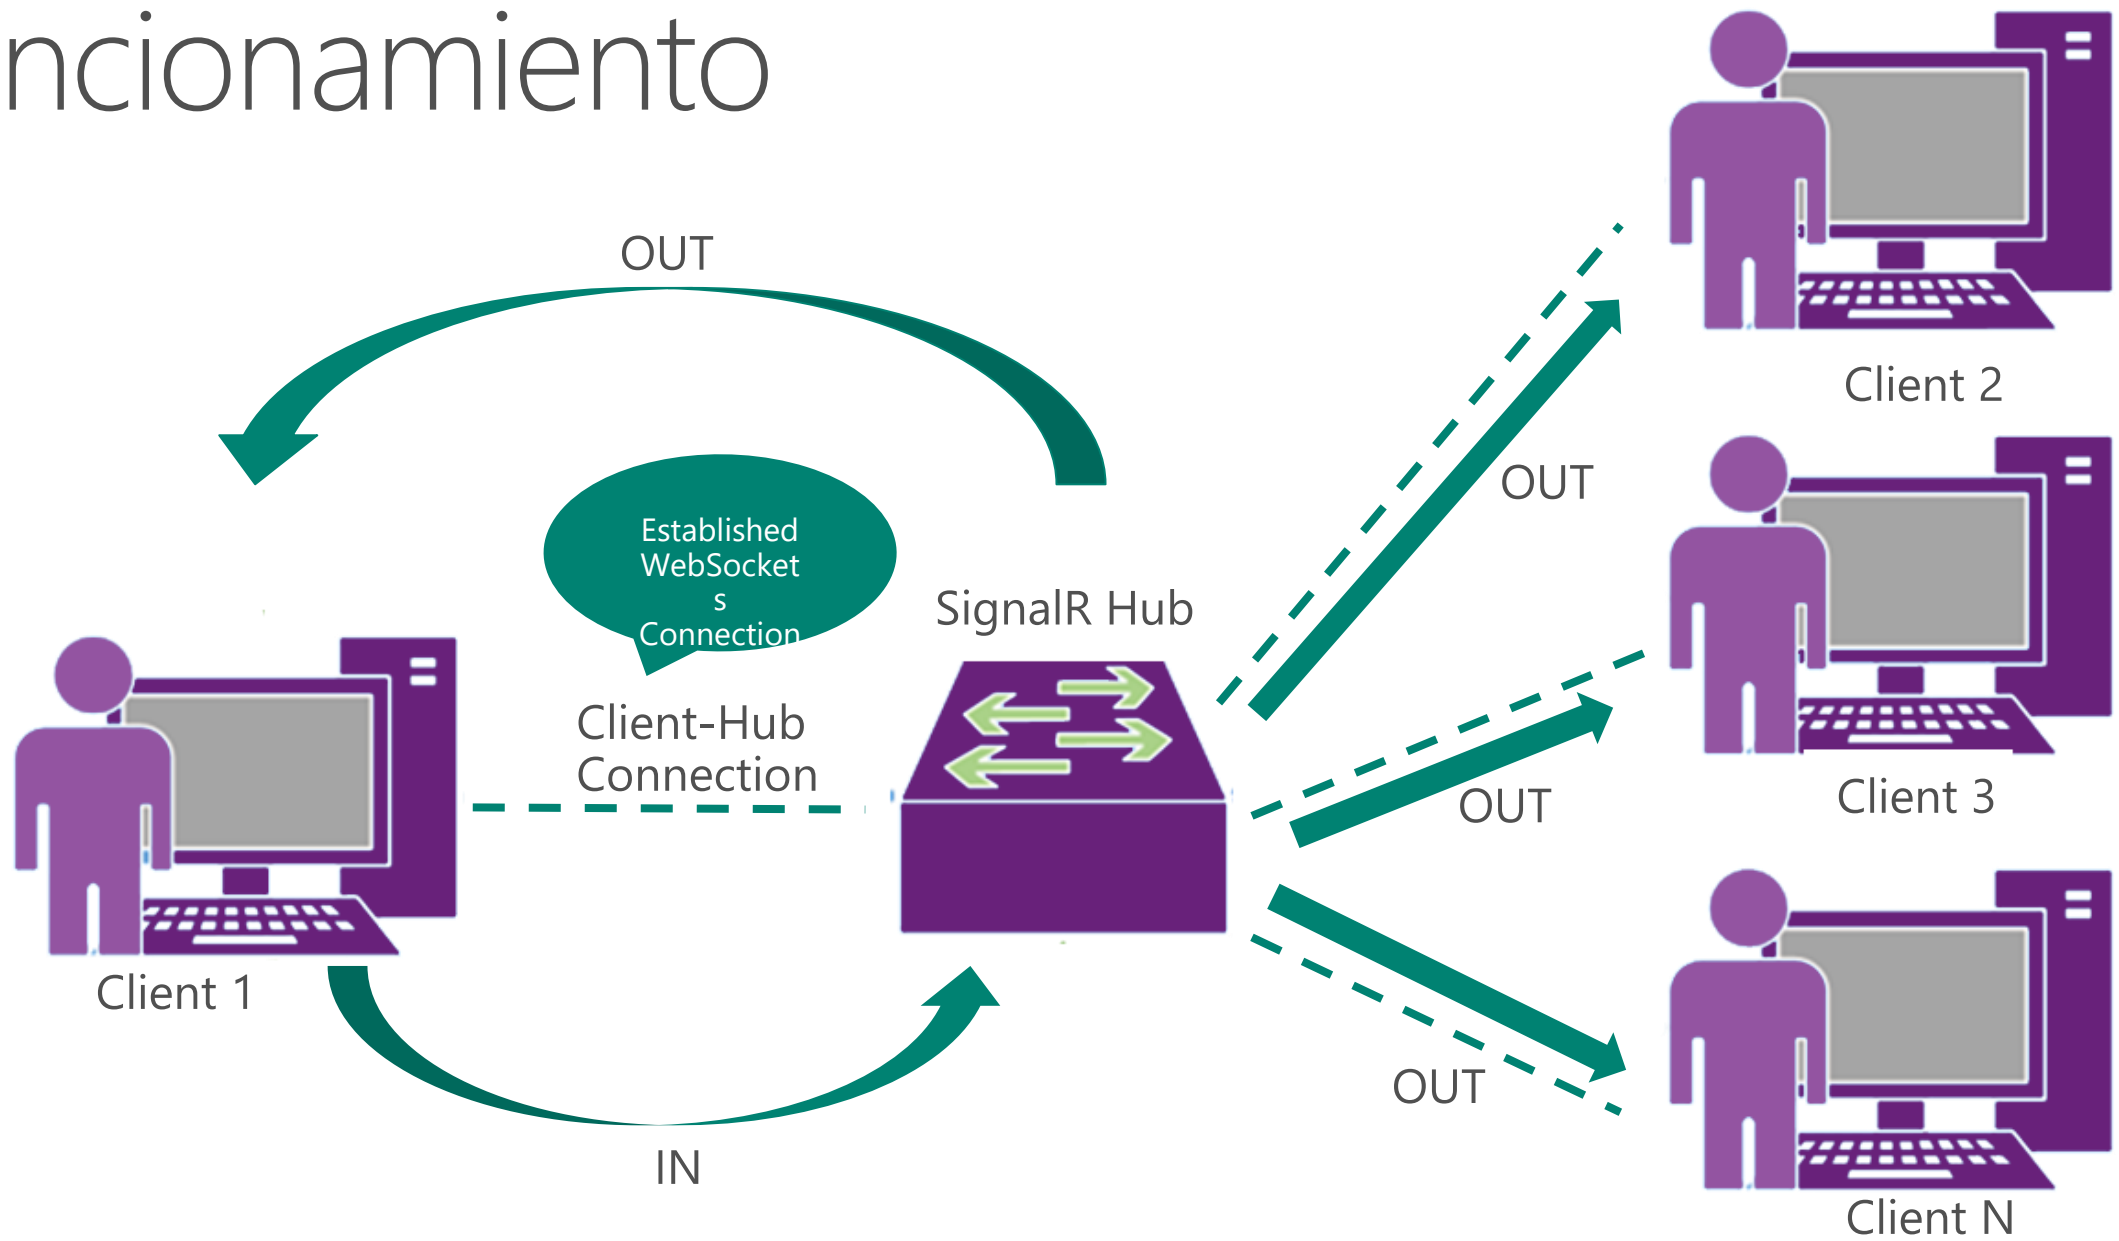 ncionamiento
OUT
Established
WebSocket
s
Connection
SignalR Hub
Client-Hub
Connection
Client 1
IN
OUT
Client 2
OUT
Client 3
OUT
Client N